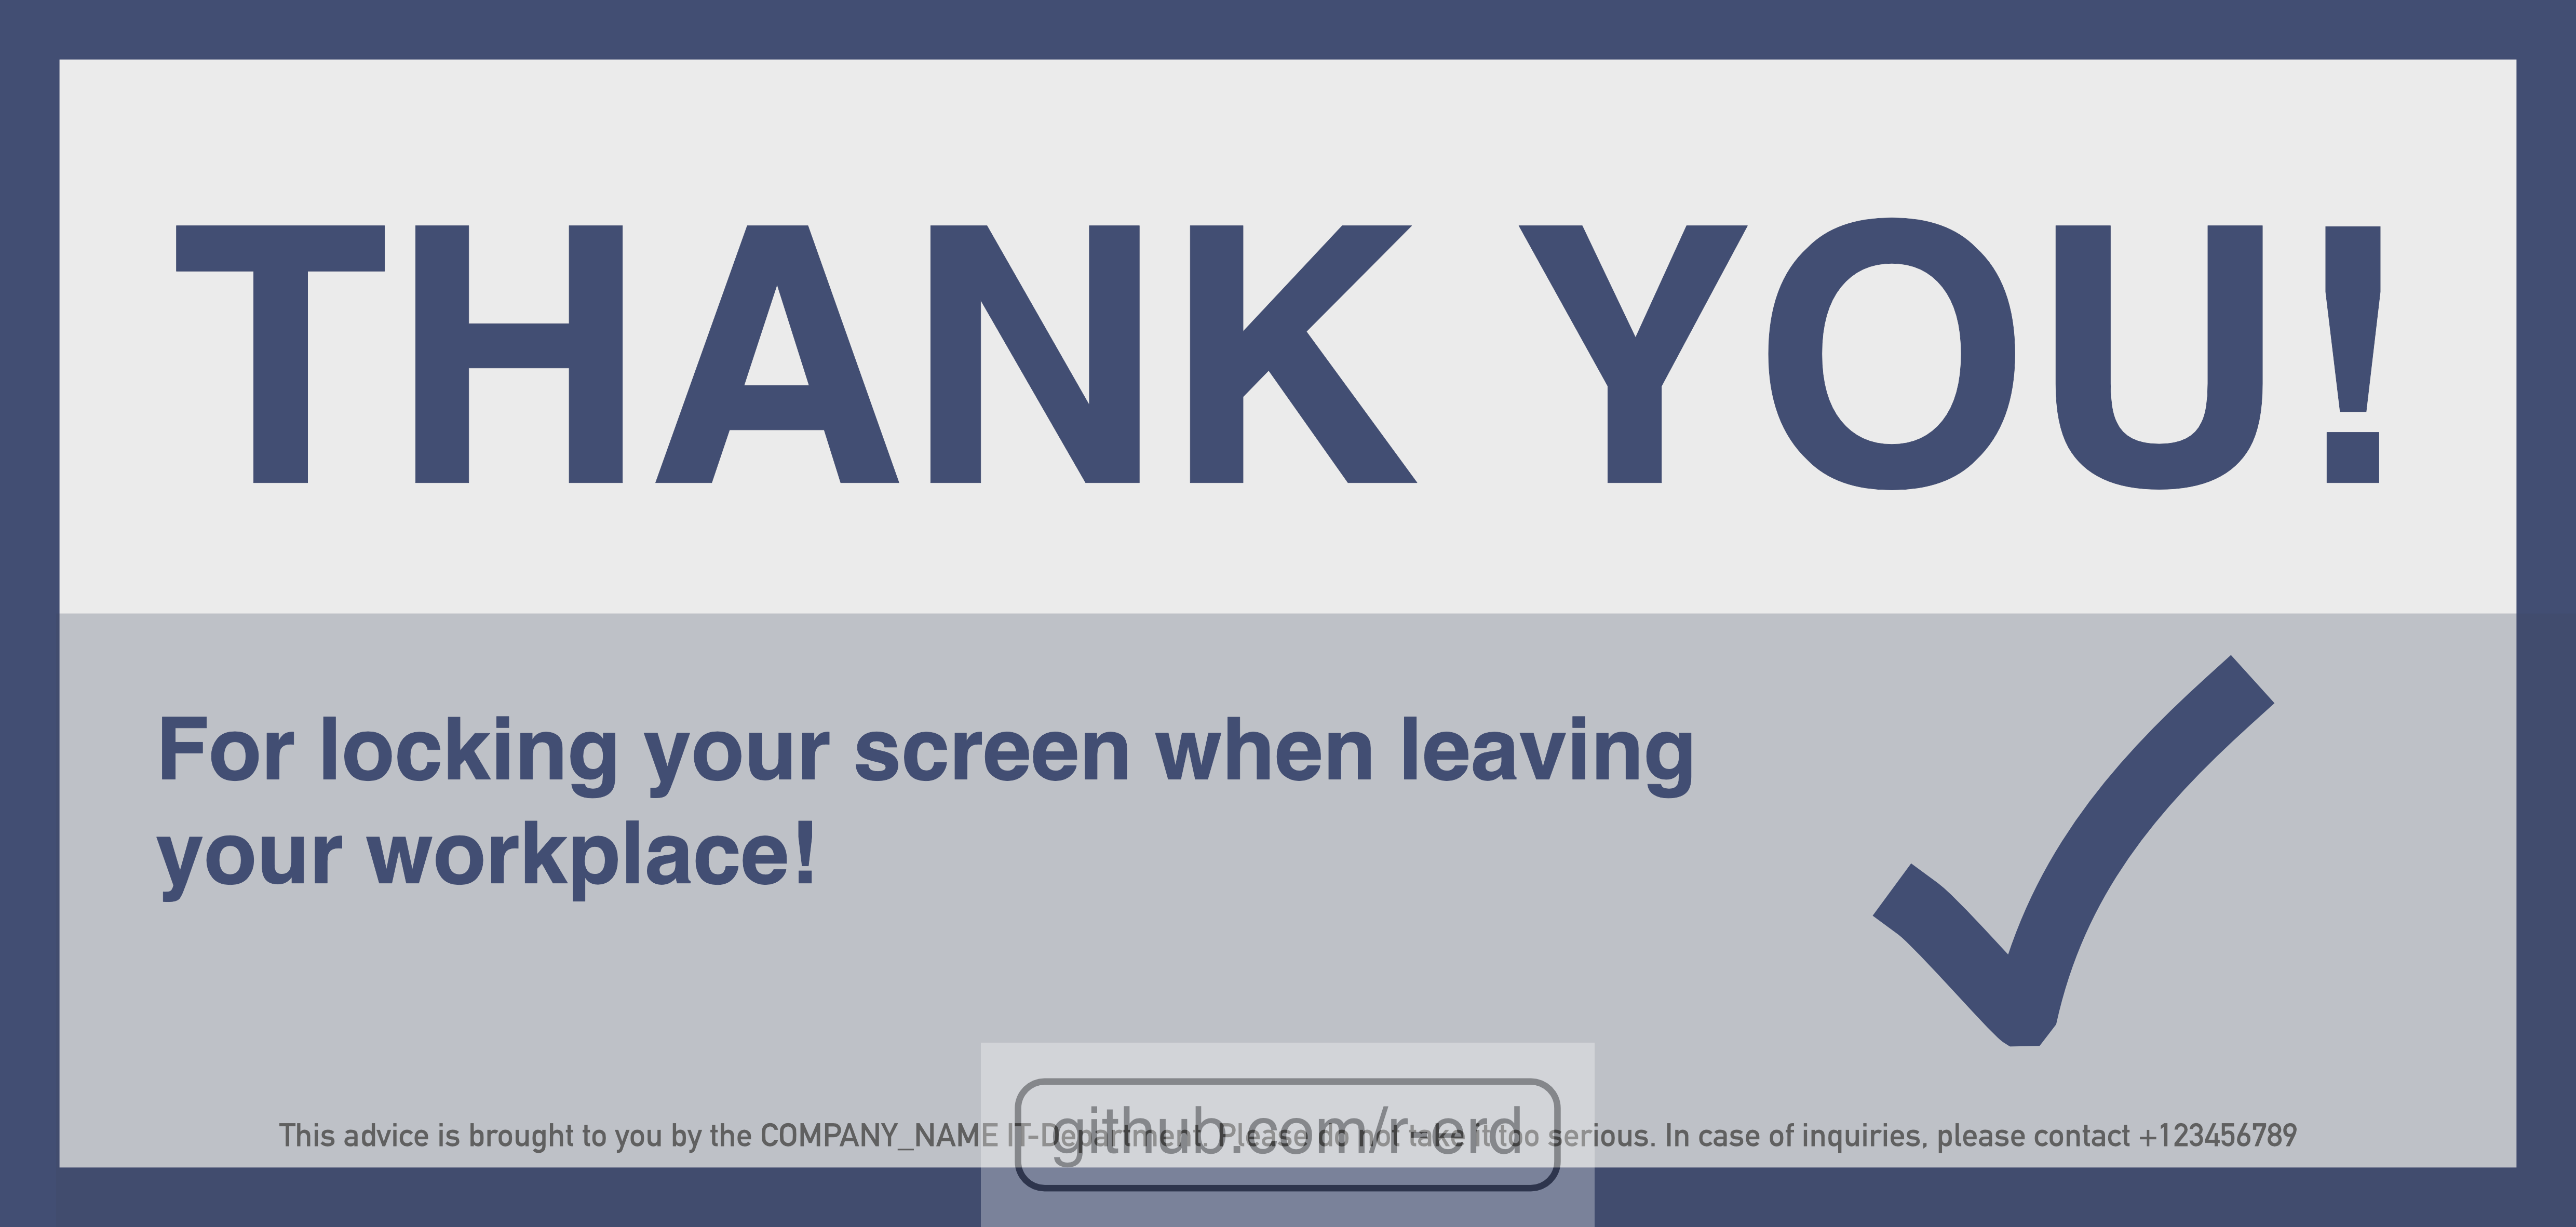 THANK YOU!
For locking your screen when leaving
your workplace!
This advice is brought to you by the COMPANY_NAME IT-Department. Please do not take it too serious. In case of inquiries, please contact +123456789
github.com/r-erd